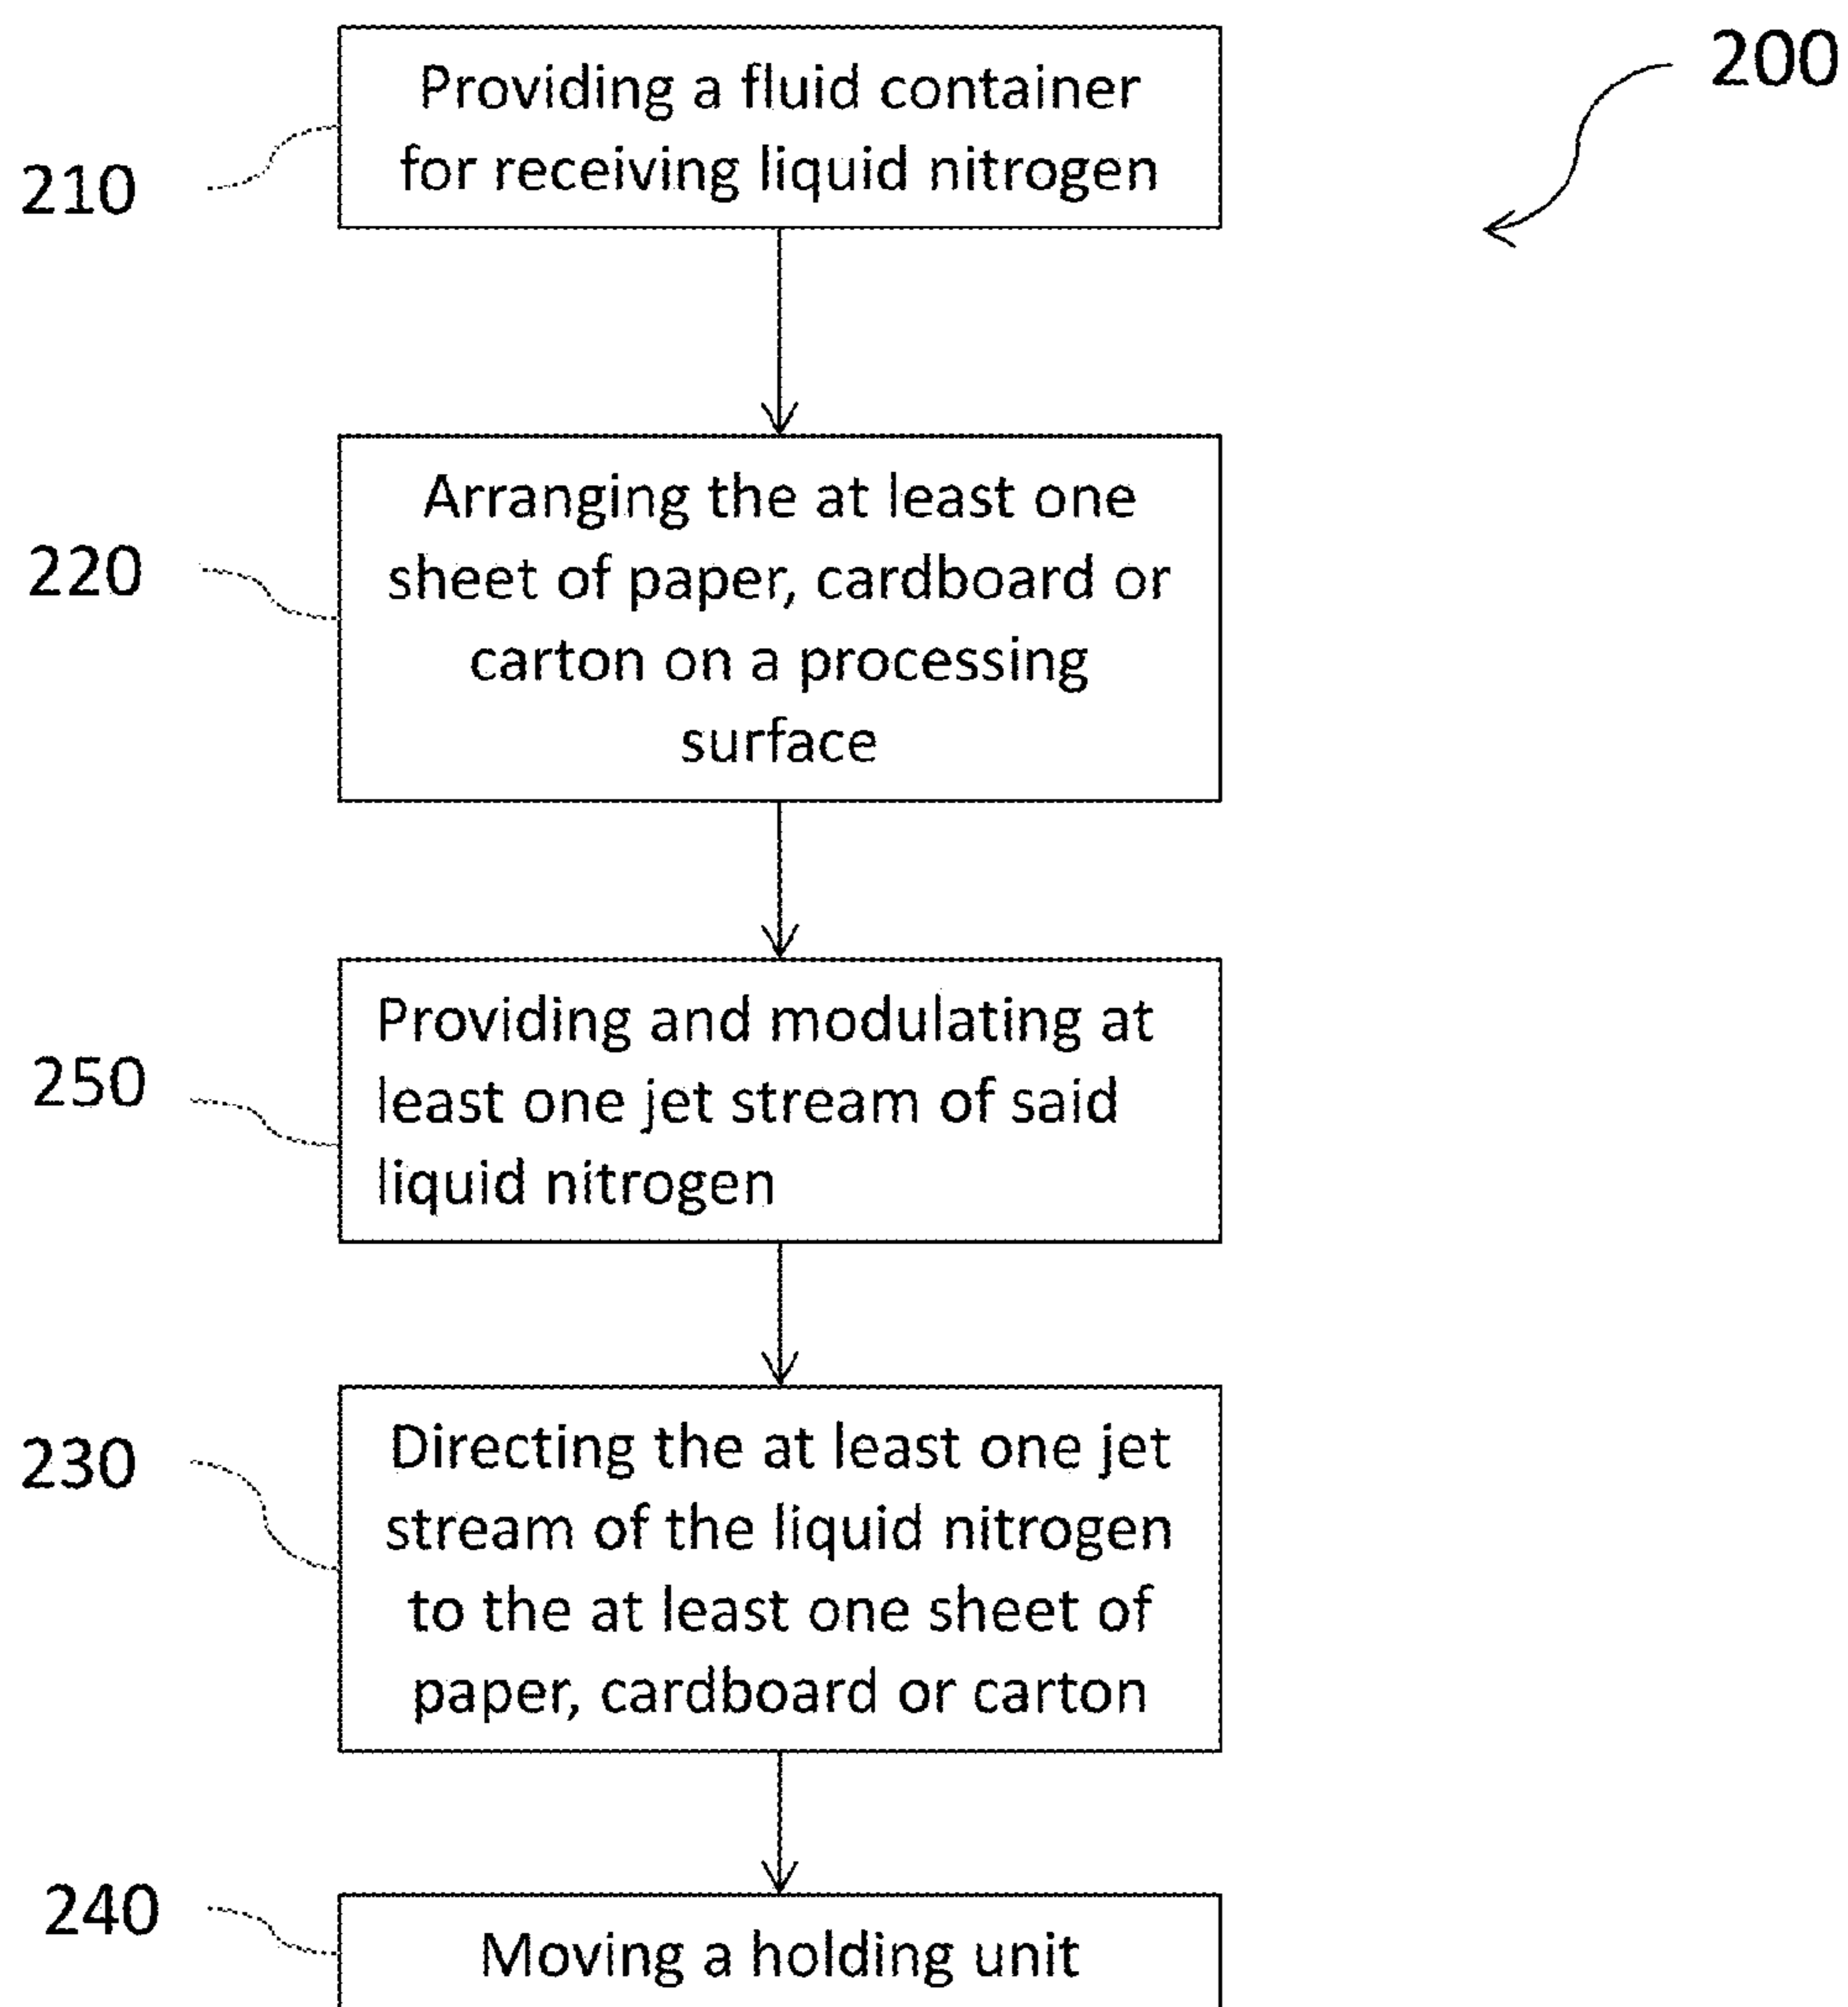 200
Providing a fluid container
for receiving liquid nitrogen
210
Arranging the at least one
sheet of paper, cardboard or
carton on a processing
surface
220
Providing and modulating at
least one jet stream of said
liquid nitrogen
250
Directing the at least one jet
stream of the liquid nitrogen
to the at least one sheet of
paper, cardboard or carton
230
Moving a holding unit
240